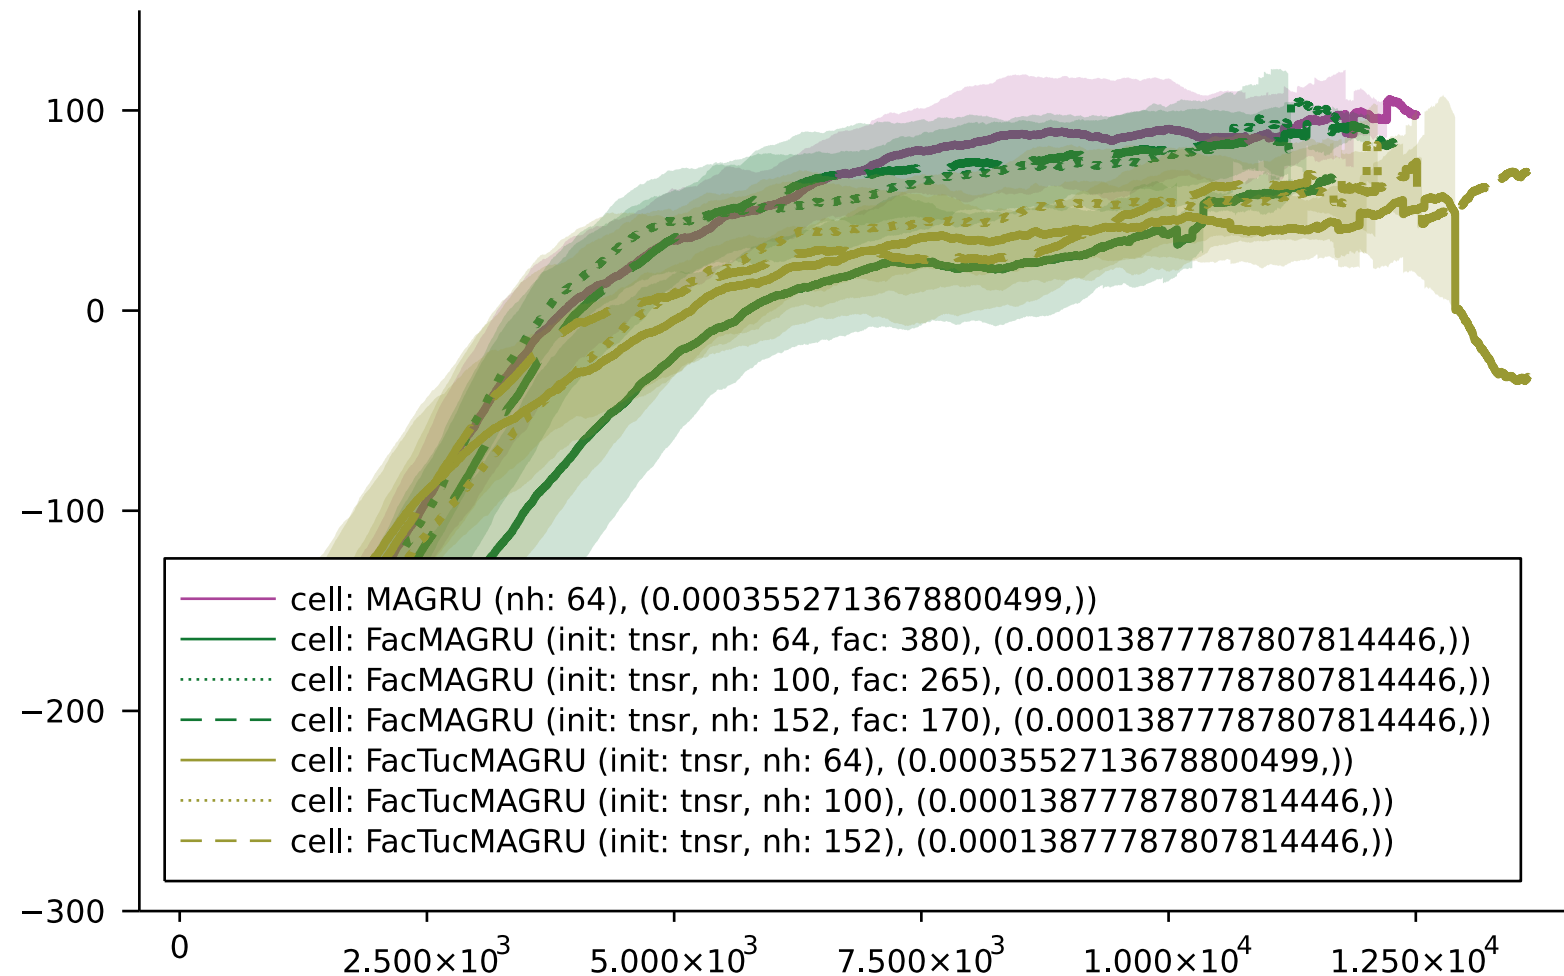 100
0
−100
−200
−300
cell: MAGRU (nh: 64), (0.0003552713678800499,))
cell: FacMAGRU (init: tnsr, nh: 64, fac: 380), (0.00013877787807814446,))
cell: FacMAGRU (init: tnsr, nh: 100, fac: 265), (0.00013877787807814446,))
cell: FacMAGRU (init: tnsr, nh: 152, fac: 170), (0.00013877787807814446,))
cell: FacTucMAGRU (init: tnsr, nh: 64), (0.0003552713678800499,))
cell: FacTucMAGRU (init: tnsr, nh: 100), (0.00013877787807814446,))
cell: FacTucMAGRU (init: tnsr, nh: 152), (0.00013877787807814446,))
0 2.500×10³ 5.000×10³ 7.500×10³ 1.000×10⁴ 1.250×10⁴